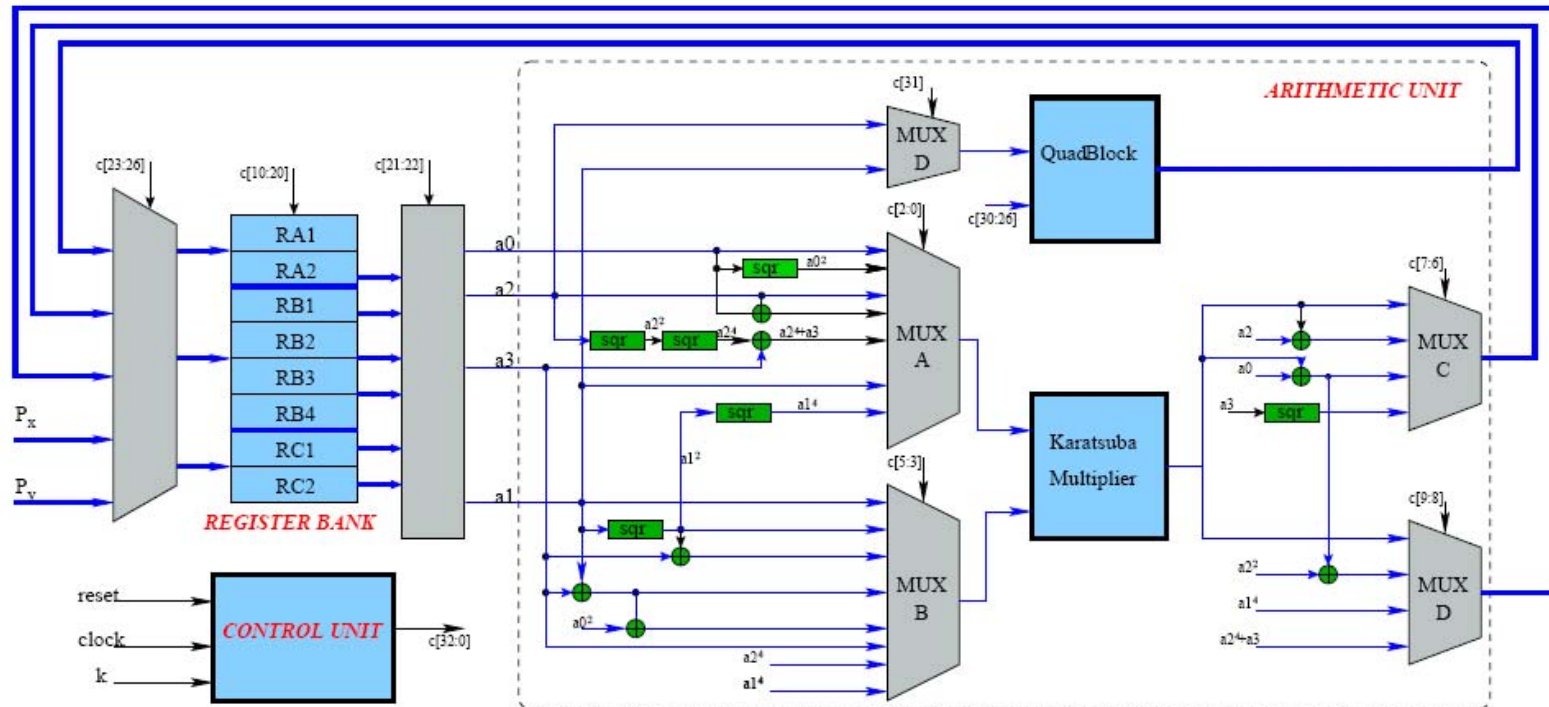 ARITHMETIC UNIT
c[31]
MUX
D
QuadBlock
c[30:26]
c[23:26]
c[10:20]
c[21:22]
RA1
RA2
RB1
RB2
RB3
RB4
RC1
RC2
REGISTER BANK
P_x
P_y
reset
clock
k
CONTROL UNIT
c[32:0]
a0
a2
a3
a1
c[2:0]
sqr
a0²
sqr
a2²
sqr
a2⁴
a2⁴+a3
MUX
A
sqr
a1⁴
a1²
c[5:3]
sqr
a0²
a2⁴
a1⁴
MUX
B
Karatsuba
Multiplier
c[7:6]
a2
a0
a3
sqr
MUX
C
c[9:8]
a2²
a1⁴
a2⁴+a3
MUX
D